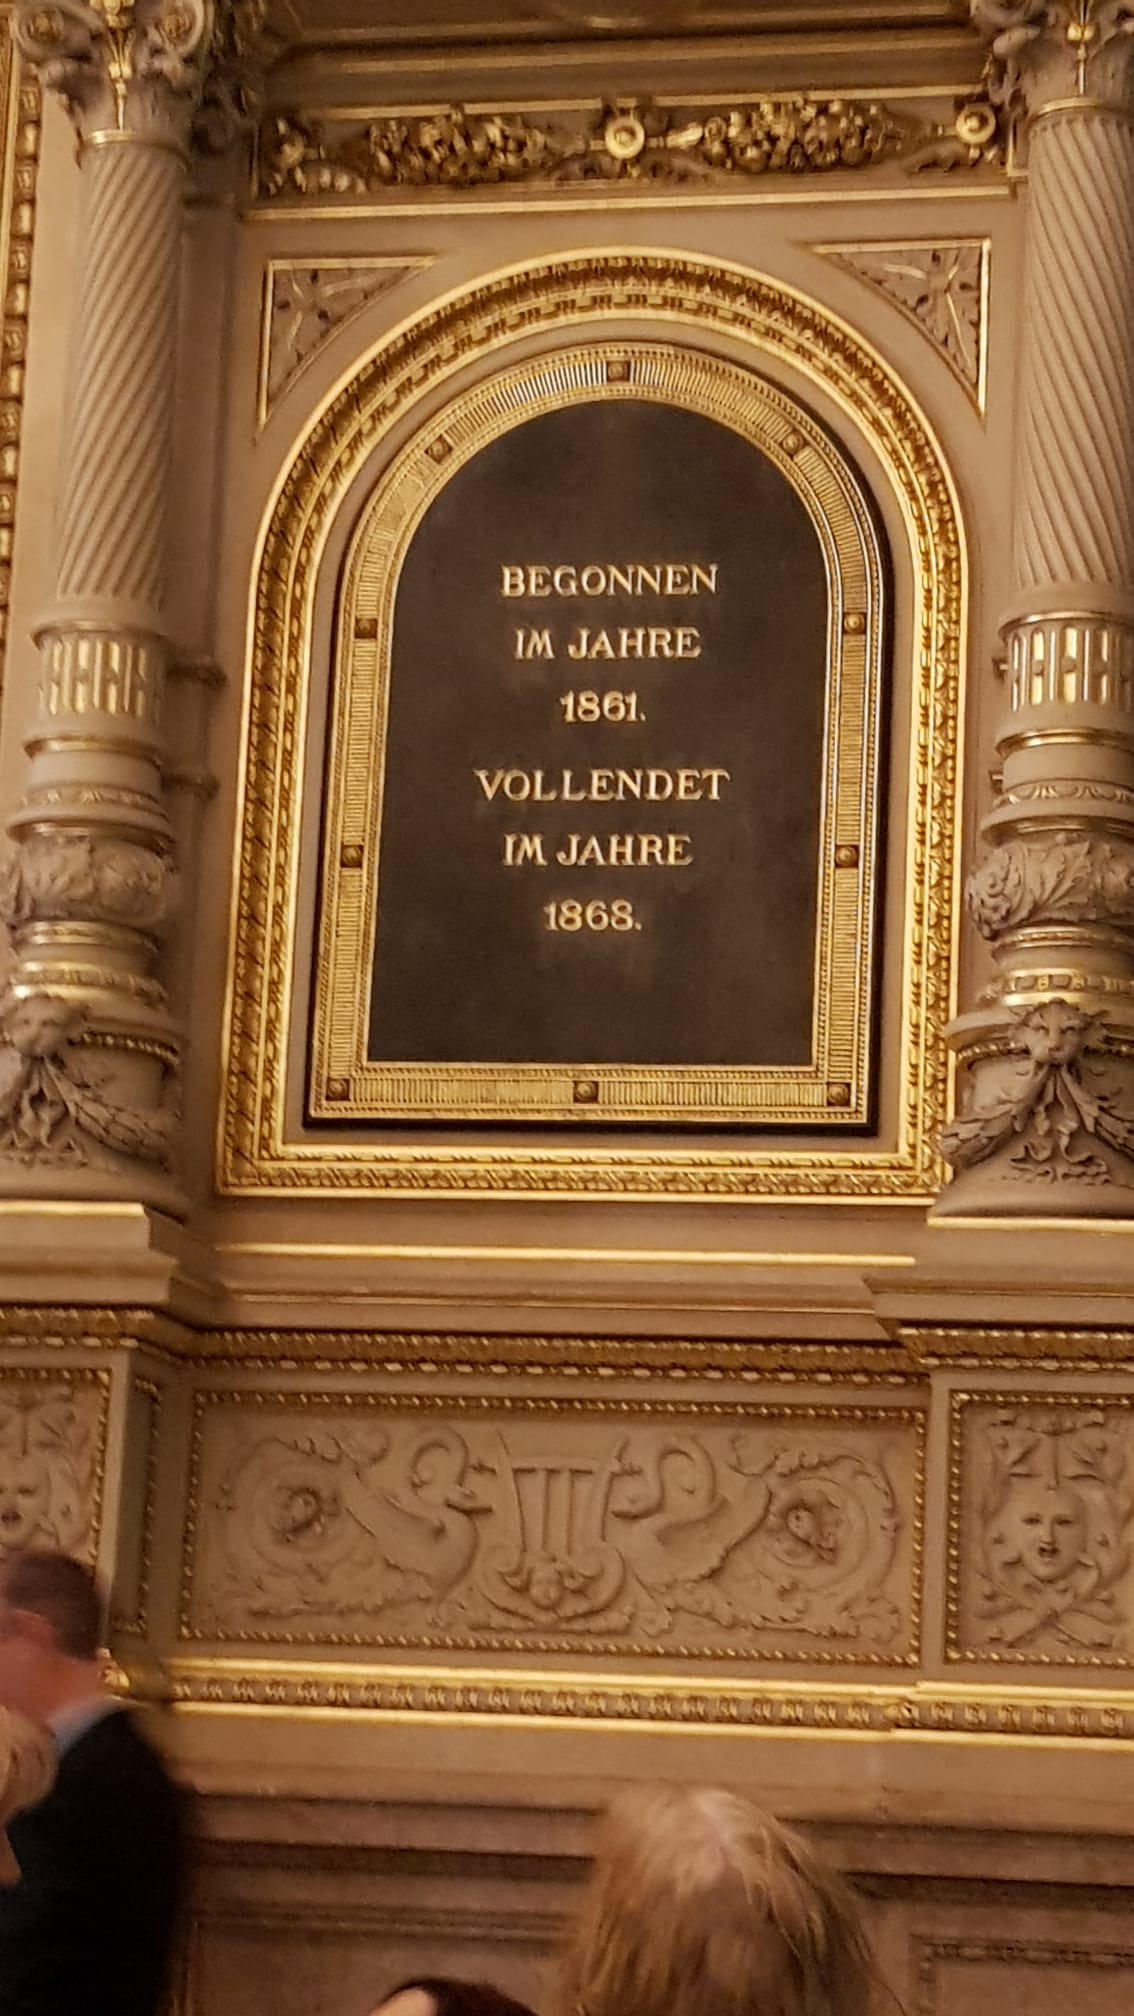 BEGONNEN
IM JAHRE
1861.
VOLLENDET
IM JAHRE
1868.